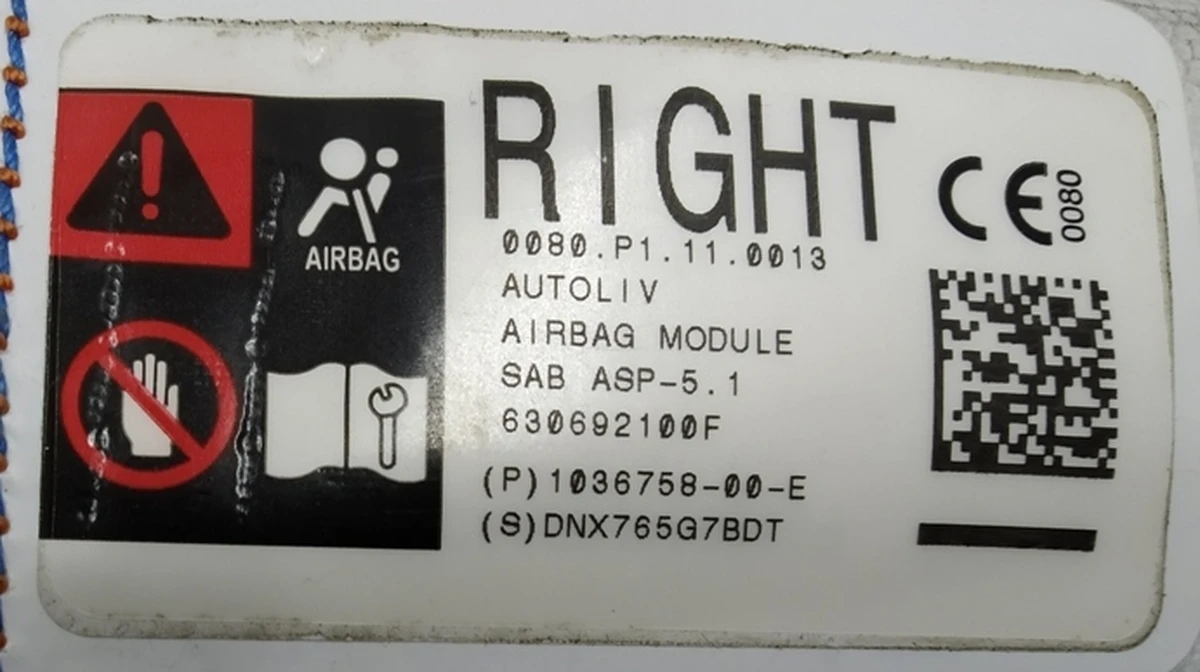 AIRBAG
RIGHT
CE 0080
0080.P1.11.0013
AUTOLIV
AIRBAG MODULE
SAB ASP-5.1
630692100F
(P)1036758-00-E
(S)DNX765G7BDT